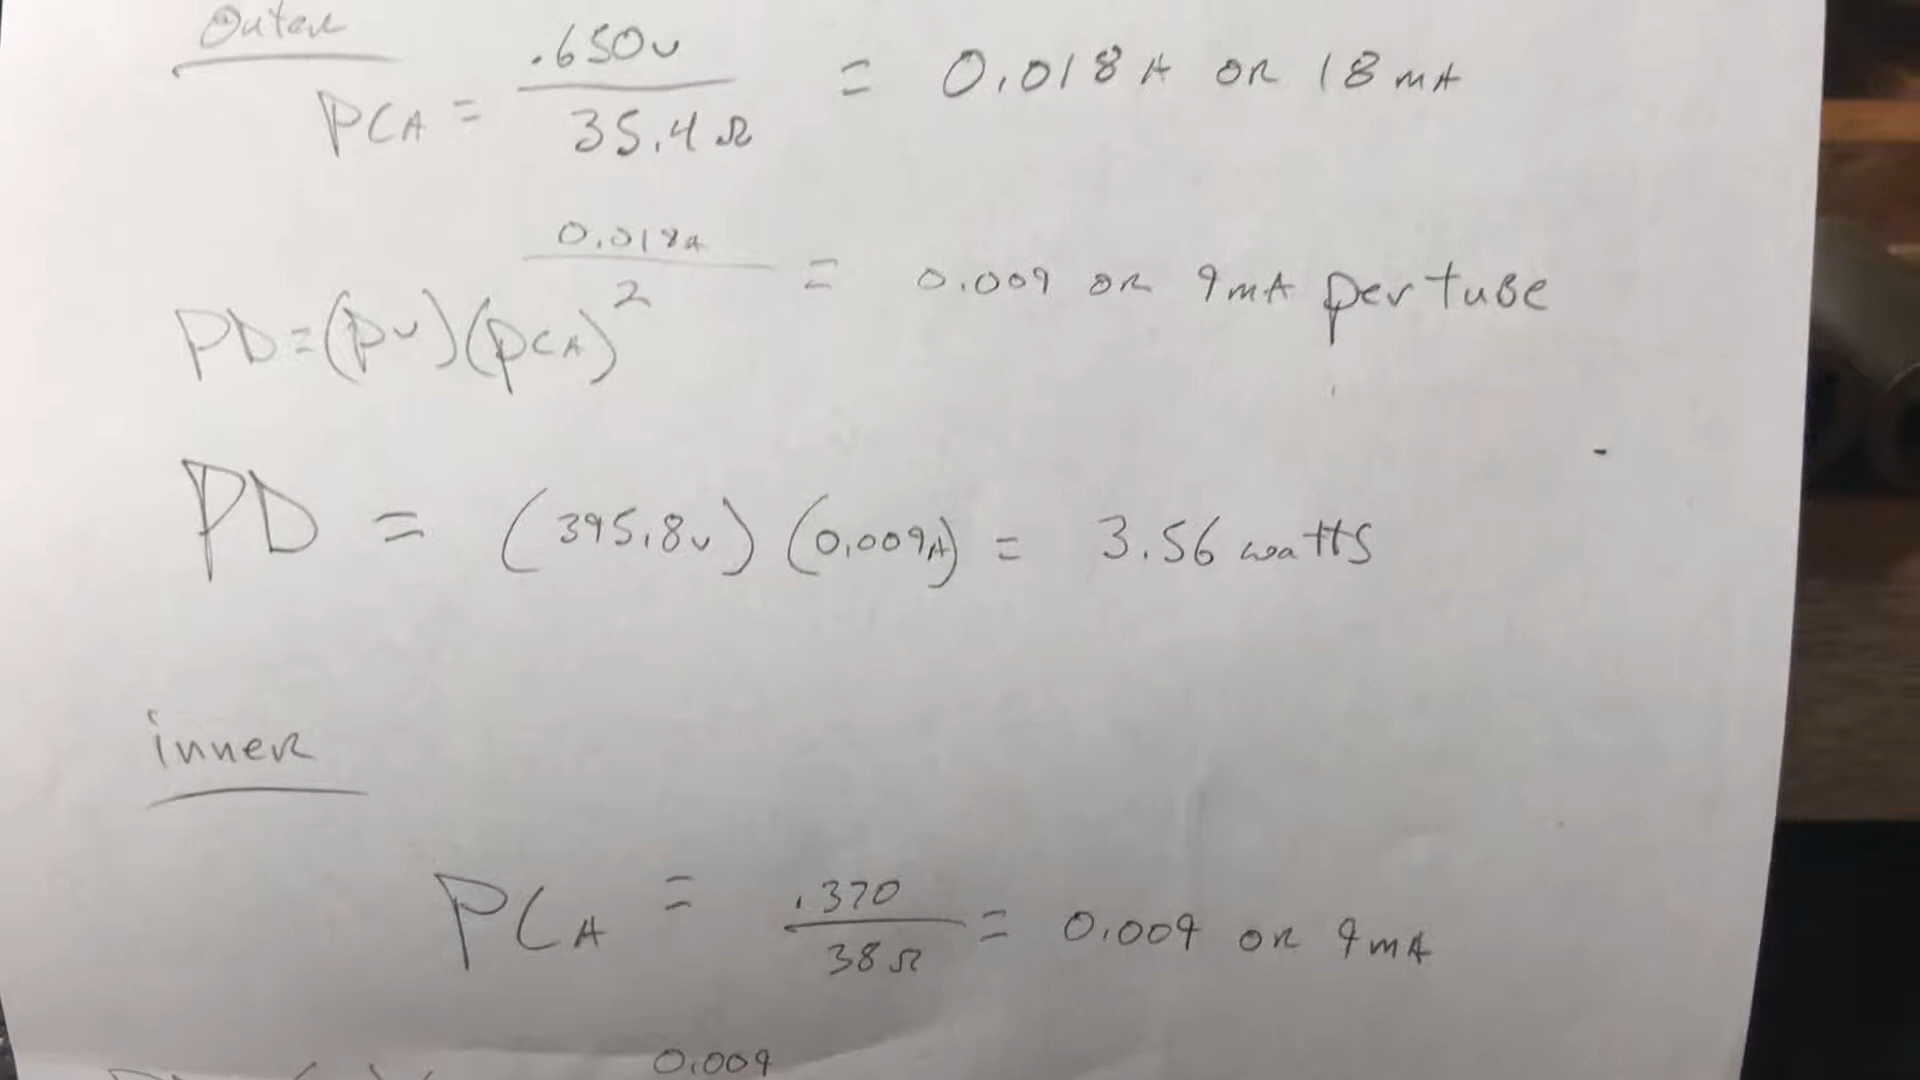 Outer
PCA = .650v / 35.4Ω = 0.018A OR 18mA
0.018A / 2 = 0.009 OR 9mA per tube
PD=(pv)(pCA)
PD = (395.8v) (0.009A) = 3.56 watts
inner
PCA = .370 / 38Ω = 0.009 OR 9mA
0.009